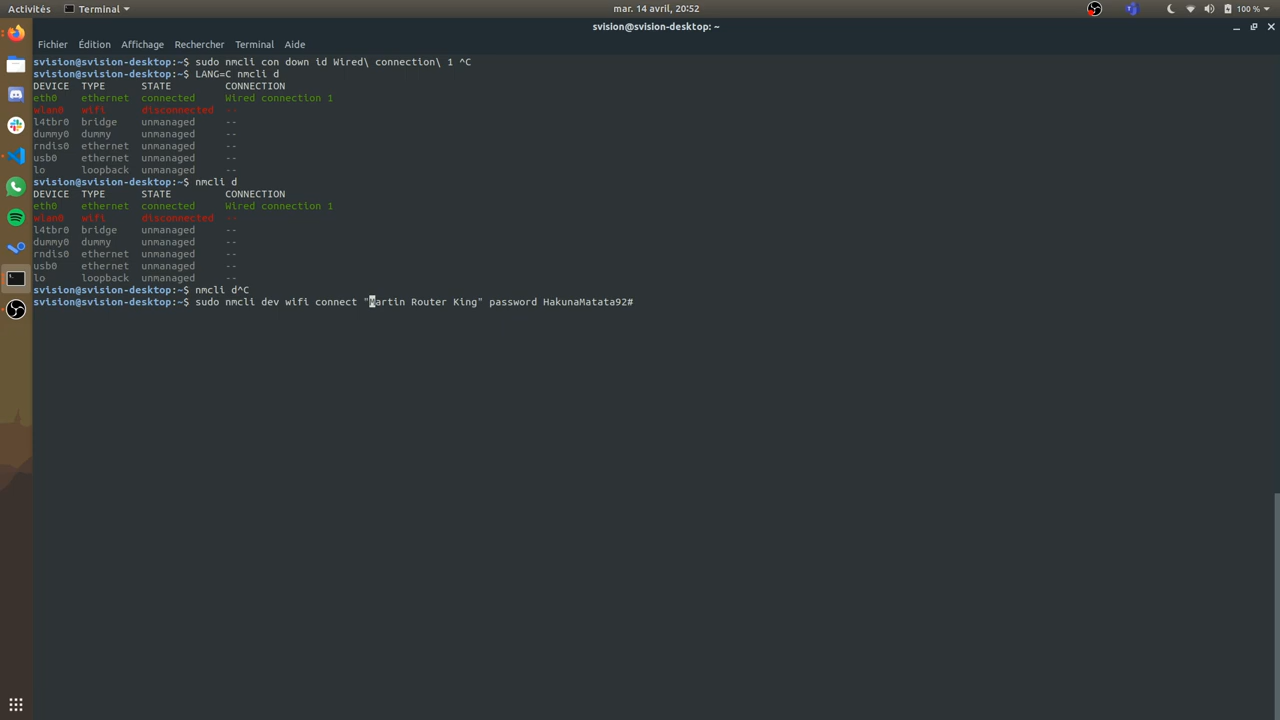 Activités Terminal mar. 14 avril, 20:52 100 %
svision@svision-desktop: ~
Fichier Édition Affichage Rechercher Terminal Aide
svision@svision-desktop:~$ sudo nmcli con down id Wired\ connection\ 1 ^C
svision@svision-desktop:~$ LANG=C nmcli d
DEVICE TYPE STATE CONNECTION
eth0 ethernet connected Wired connection 1
wlan0 wifi disconnected --
l4tbr0 bridge unmanaged --
dummy0 dummy unmanaged --
rndis0 ethernet unmanaged --
usb0 ethernet unmanaged --
lo loopback unmanaged --
svision@svision-desktop:~$ nmcli d
DEVICE TYPE STATE CONNECTION
eth0 ethernet connected Wired connection 1
wlan0 wifi disconnected --
l4tbr0 bridge unmanaged --
dummy0 dummy unmanaged --
rndis0 ethernet unmanaged --
usb0 ethernet unmanaged --
lo loopback unmanaged --
svision@svision-desktop:~$ nmcli d^C
svision@svision-desktop:~$ sudo nmcli dev wifi connect "Martin Router King" password HakunaMatata92#